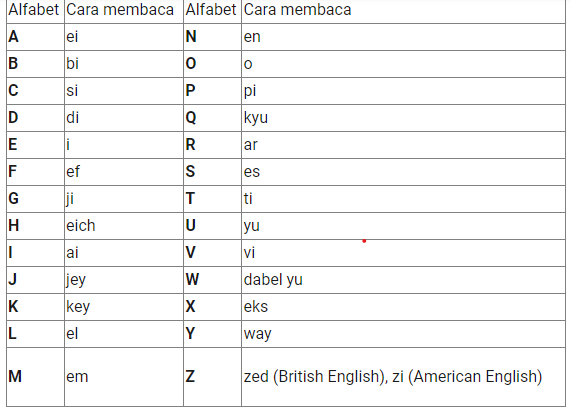 Alfabet Cara membaca Alfabet Cara membaca
A ei N en
B bi O o
C si P pi
D di Q kyu
E i R ar
F ef S es
G ji T ti
H eich U yu
I ai V vi
J jey W dabel yu
K key X eks
L el Y way
M em Z zed (British English), zi (American English)